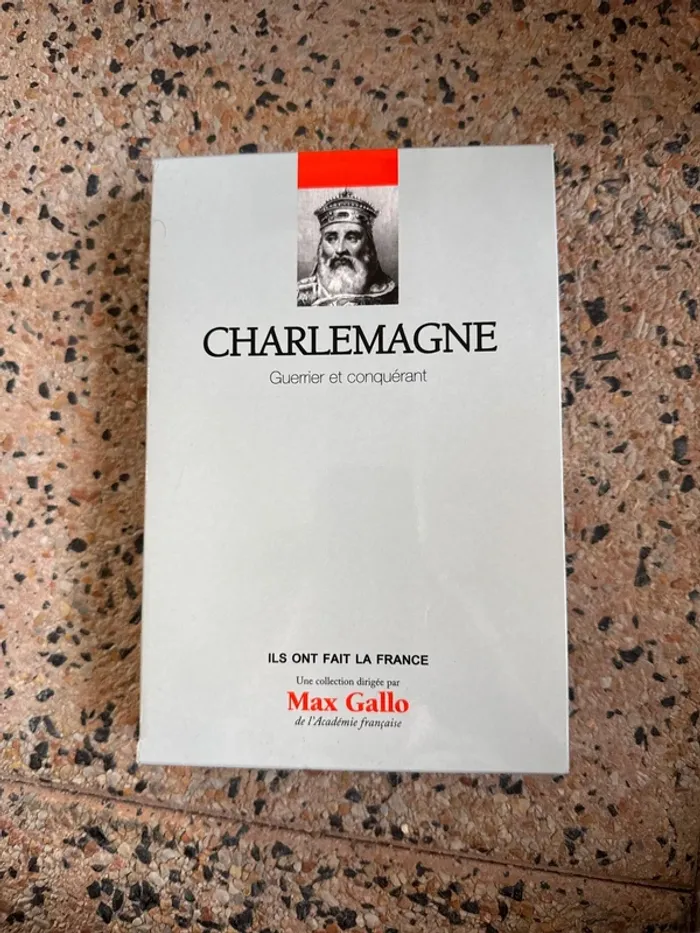 CHARLEMAGNE
Guerrier et conquérant
ILS ONT FAIT LA FRANCE
Une collection dirigée par
Max Gallo
de l'Académie française